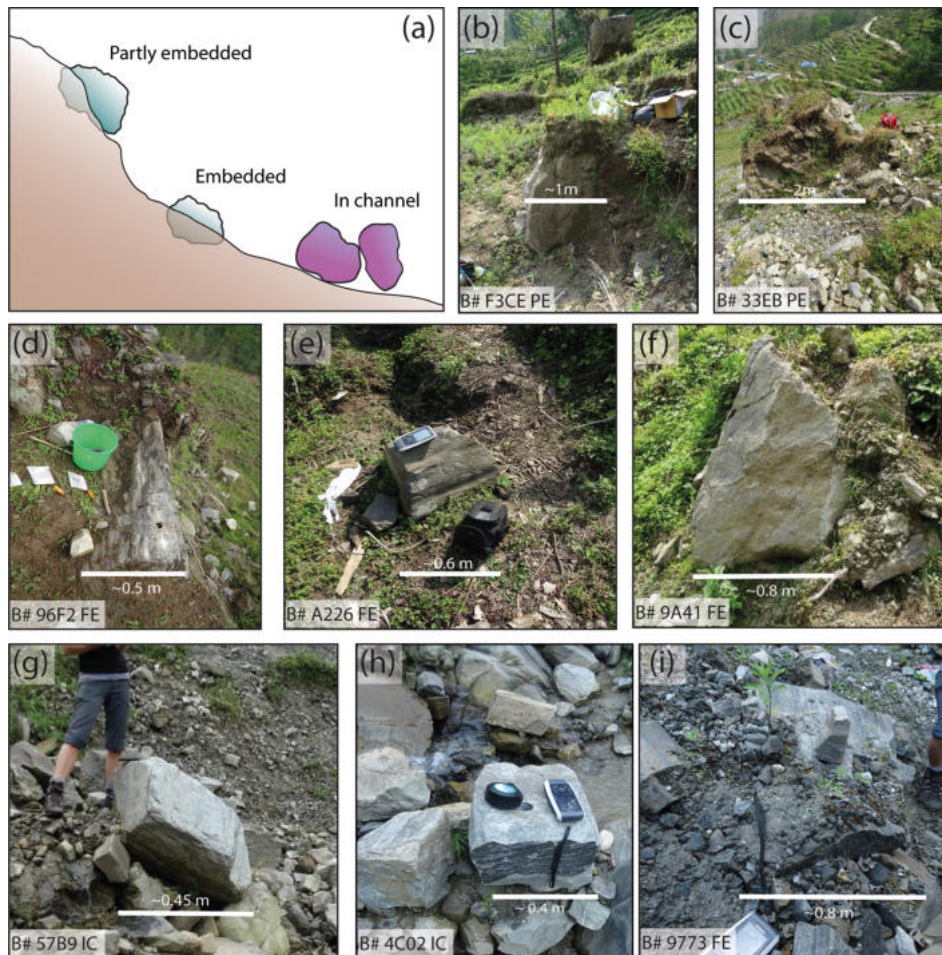 (a)
Partly embedded
Embedded
In channel
(b)
~1m
B# F3CE PE
(c)
2m
B# 33EB PE
(d)
~0.5 m
B# 96F2 FE
(e)
~0.6 m
B# A226 FE
(f)
~0.8 m
B# 9A41 FE
(g)
~0.45 m
B# 57B9 IC
(h)
~0.4 m
B# 4C02 IC
(i)
~0.8 m
B# 9773 FE